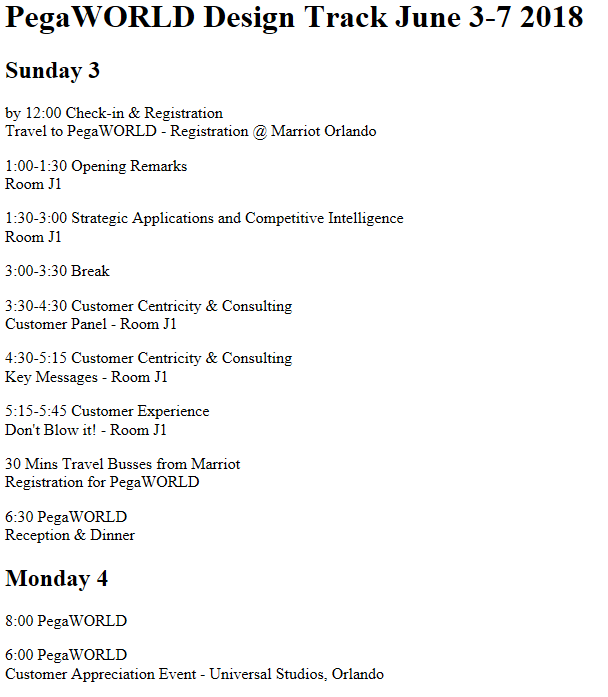 PegaWORLD Design Track June 3-7 2018
Sunday 3
by 12:00 Check-in & Registration
Travel to PegaWORLD - Registration @ Marriot Orlando
1:00-1:30 Opening Remarks
Room J1
1:30-3:00 Strategic Applications and Competitive Intelligence
Room J1
3:00-3:30 Break
3:30-4:30 Customer Centricity & Consulting
Customer Panel - Room J1
4:30-5:15 Customer Centricity & Consulting
Key Messages - Room J1
5:15-5:45 Customer Experience
Don't Blow it! - Room J1
30 Mins Travel Busses from Marriot
Registration for PegaWORLD
6:30 PegaWORLD
Reception & Dinner
Monday 4
8:00 PegaWORLD
6:00 PegaWORLD
Customer Appreciation Event - Universal Studios, Orlando